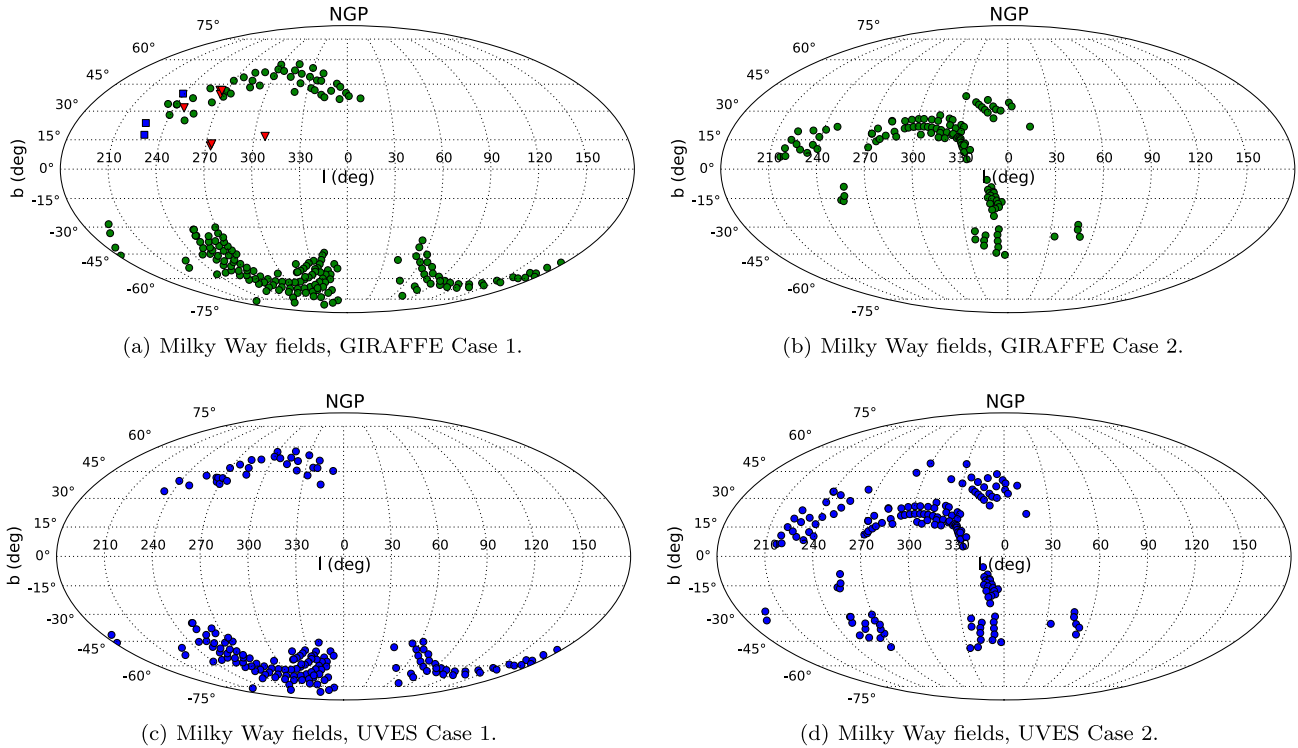 NGP
75°
60°
45°
30°
15°
0°
-15°
-30°
-45°
-60°
-75°
b (deg)
210 240 270 300 330 0 30 60 90 120 150
l (deg)
(a) Milky Way fields, GIRAFFE Case 1.
NGP
75°
60°
45°
30°
15°
0°
-15°
-30°
-45°
-60°
-75°
b (deg)
210 240 270 300 330 0 30 60 90 120 150
l (deg)
(b) Milky Way fields, GIRAFFE Case 2.
NGP
75°
60°
45°
30°
15°
0°
-15°
-30°
-45°
-60°
-75°
b (deg)
210 240 270 300 330 0 30 60 90 120 150
l (deg)
(c) Milky Way fields, UVES Case 1.
NGP
75°
60°
45°
30°
15°
0°
-15°
-30°
-45°
-60°
-75°
b (deg)
210 240 270 300 330 0 30 60 90 120 150
l (deg)
(d) Milky Way fields, UVES Case 2.